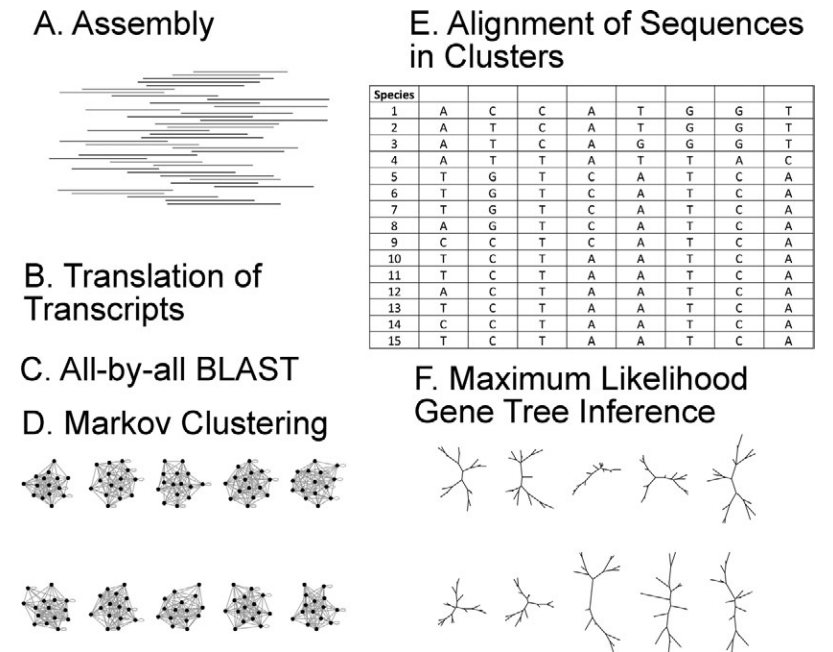 A. Assembly
B. Translation of
Transcripts
C. All-by-all BLAST
D. Markov Clustering
E. Alignment of Sequences
in Clusters
Species
1 A C C A T G G T
2 A T C A T G G T
3 A T C A G G G T
4 A T T A T T A C
5 T G T C A T C A
6 T G T C A T C A
7 T G T C A T C A
8 A G T C A T C A
9 C C T C A T C A
10 T C T A A T C A
11 T C T A A T C A
12 A C T A A T C A
13 T C T A A T C A
14 C C T A A T C A
15 T C T A A T C A
F. Maximum Likelihood
Gene Tree Inference